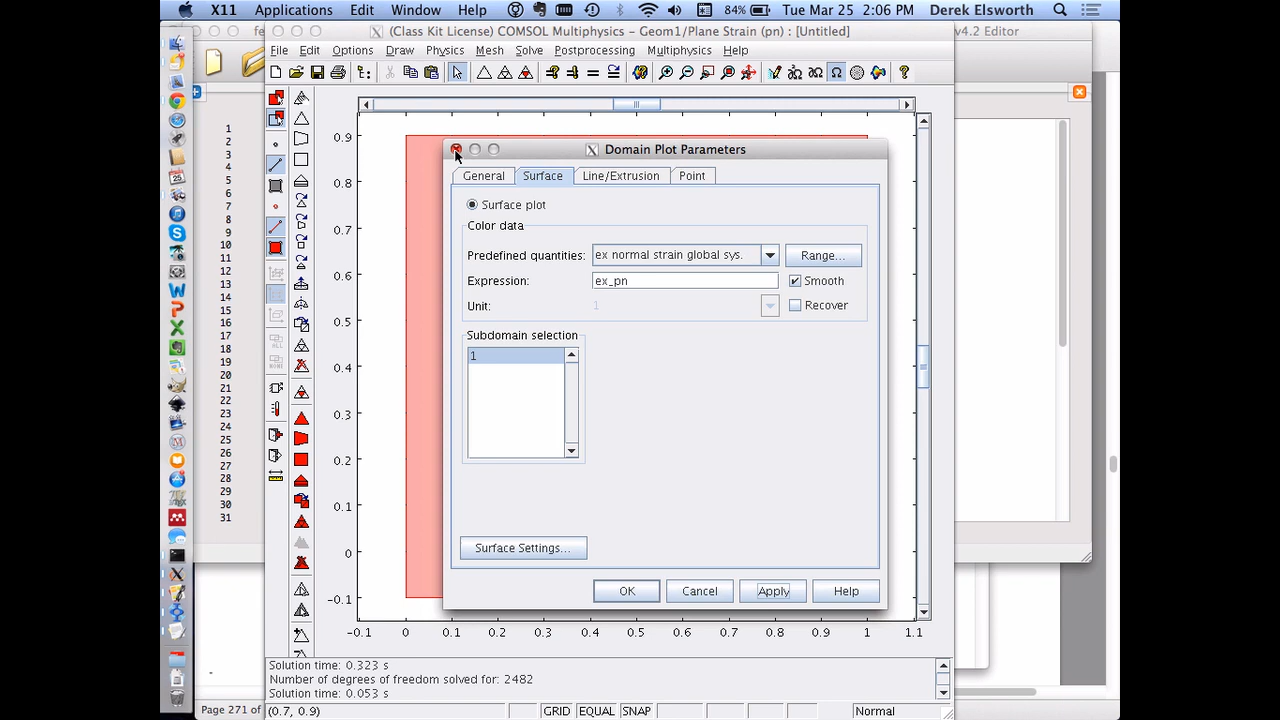 X11 Applications Edit Window Help 84% Tue Mar 25 2:06 PM Derek Elsworth
(Class Kit License) COMSOL Multiphysics – Geom1/Plane Strain (pn) : [Untitled]
v4.2 Editor
File Edit Options Draw Physics Mesh Solve Postprocessing Multiphysics Help
Domain Plot Parameters
General Surface Line/Extrusion Point
Surface plot
Color data
Predefined quantities: ex normal strain global sys. Range...
Expression: ex_pn Smooth
Unit: 1 Recover
Subdomain selection
1
Surface Settings...
OK Cancel Apply Help
0.9
0.8
0.7
0.6
0.5
0.4
0.3
0.2
0.1
0
-0.1
-0.1 0 0.1 0.2 0.3 0.4 0.5 0.6 0.7 0.8 0.9 1 1.1
1
2
3
4
5
6
7
8
9
10
11
12
13
14
15
16
17
18
19
20
21
22
23
24
25
26
27
28
29
30
31
Solution time: 0.323 s
Number of degrees of freedom solved for: 2482
Solution time: 0.053 s
Page 271 of
(0.7, 0.9) GRID EQUAL SNAP Normal